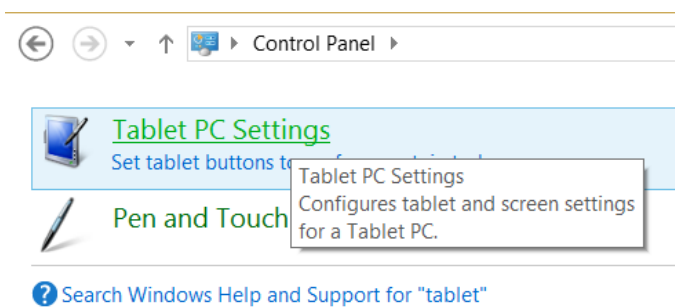 Control Panel
Tablet PC Settings
Set tablet buttons
Tablet PC Settings
Configures tablet and screen settings
for a Tablet PC.
Pen and Touch
Search Windows Help and Support for "tablet"